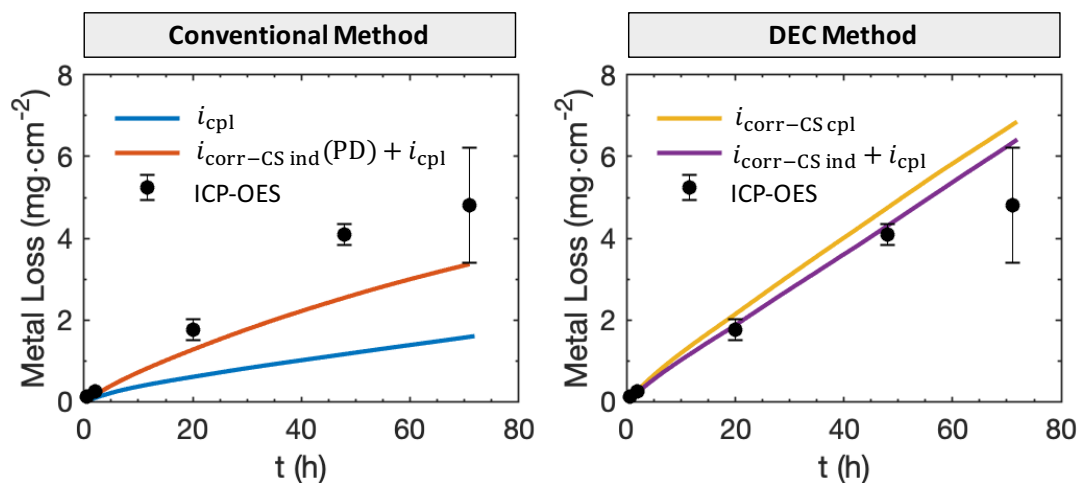 Conventional Method
8
6
4
2
0
Metal Loss (mg·cm⁻²)
i_cpl
i_corr−CS ind(PD) + i_cpl
ICP-OES
0 20 40 60 80
t (h)
DEC Method
8
6
4
2
0
Metal Loss (mg·cm⁻²)
i_corr−CS cpl
i_corr−CS ind + i_cpl
ICP-OES
0 20 40 60 80
t (h)